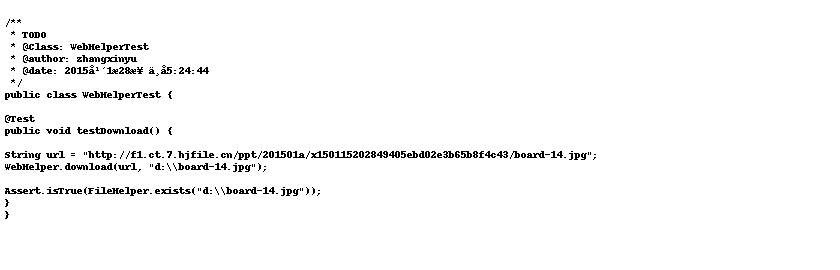 /**
* TODO
* @Class: WebHelperTest
* @author: zhangxinyu
* @date: 2015å¹´1æ28æ¥ ä¸å5:24:44
*/
public class WebHelperTest {
@Test
public void testDownload() {
String url = "http://f1.ct.7.hjfile.cn/ppt/201501a/x150115202849405ebd02e3b65b8f4c43/board-14.jpg";
WebHelper.download(url, "d:\\board-14.jpg");
Assert.isTrue(FileHelper.exists("d:\\board-14.jpg"));
}
}